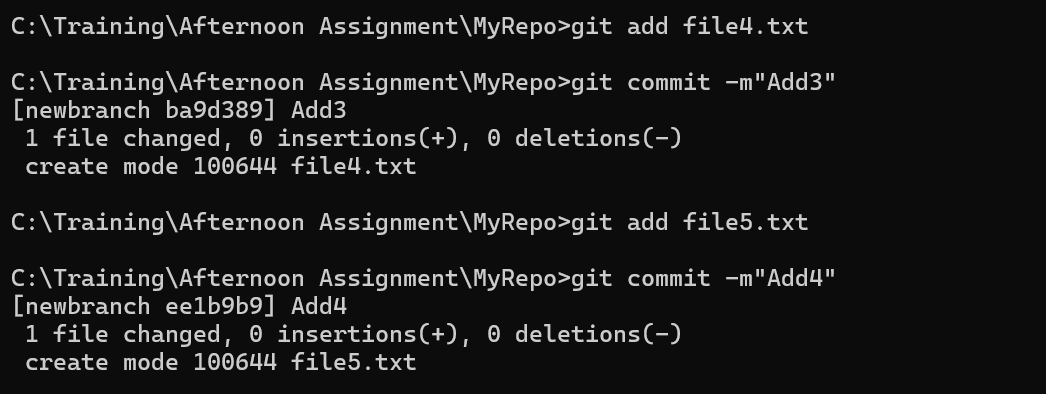 C:\Training\Afternoon Assignment\MyRepo>git add file4.txt
C:\Training\Afternoon Assignment\MyRepo>git commit -m"Add3"
[newbranch ba9d389] Add3
 1 file changed, 0 insertions(+), 0 deletions(-)
 create mode 100644 file4.txt
C:\Training\Afternoon Assignment\MyRepo>git add file5.txt
C:\Training\Afternoon Assignment\MyRepo>git commit -m"Add4"
[newbranch ee1b9b9] Add4
 1 file changed, 0 insertions(+), 0 deletions(-)
 create mode 100644 file5.txt